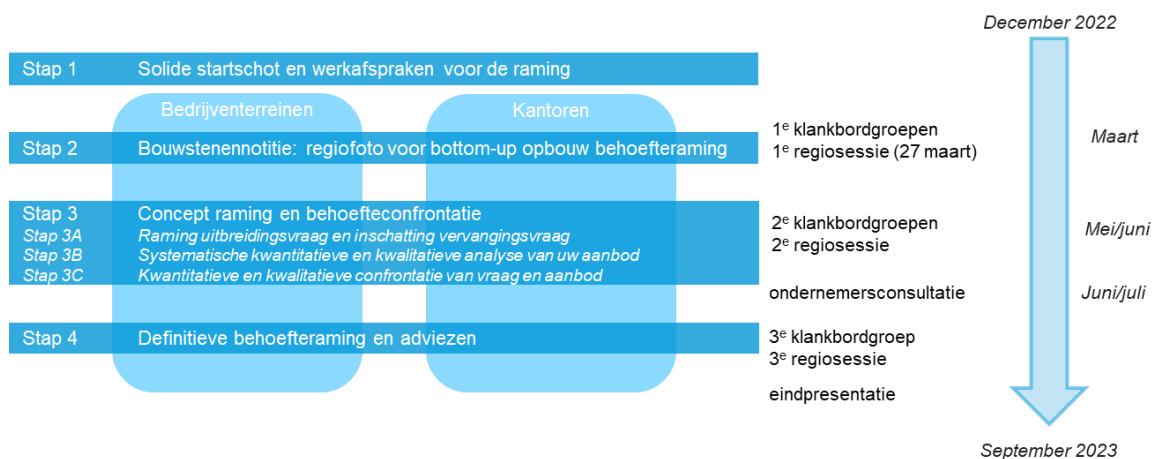 December 2022
Stap 1 Solide startschot en werkafspraken voor de raming
Bedrijventerreinen Kantoren
1e klankbordgroepen
Stap 2 Bouwstenennotitie: regiofoto voor bottom-up opbouw behoefteraming
1e regiosessie (27 maart)
Maart
Stap 3 Concept raming en behoefteconfrontatie
Stap 3A Raming uitbreidingsvraag en inschatting vervangingsvraag
Stap 3B Systematische kwantitatieve en kwalitatieve analyse van uw aanbod
Stap 3C Kwantitatieve en kwalitatieve confrontatie van vraag en aanbod
2e klankbordgroepen
2e regiosessie
Mei/juni
ondernemersconsultatie
Juni/juli
Stap 4 Definitieve behoefteraming en adviezen
3e klankbordgroep
3e regiosessie
eindpresentatie
September 2023